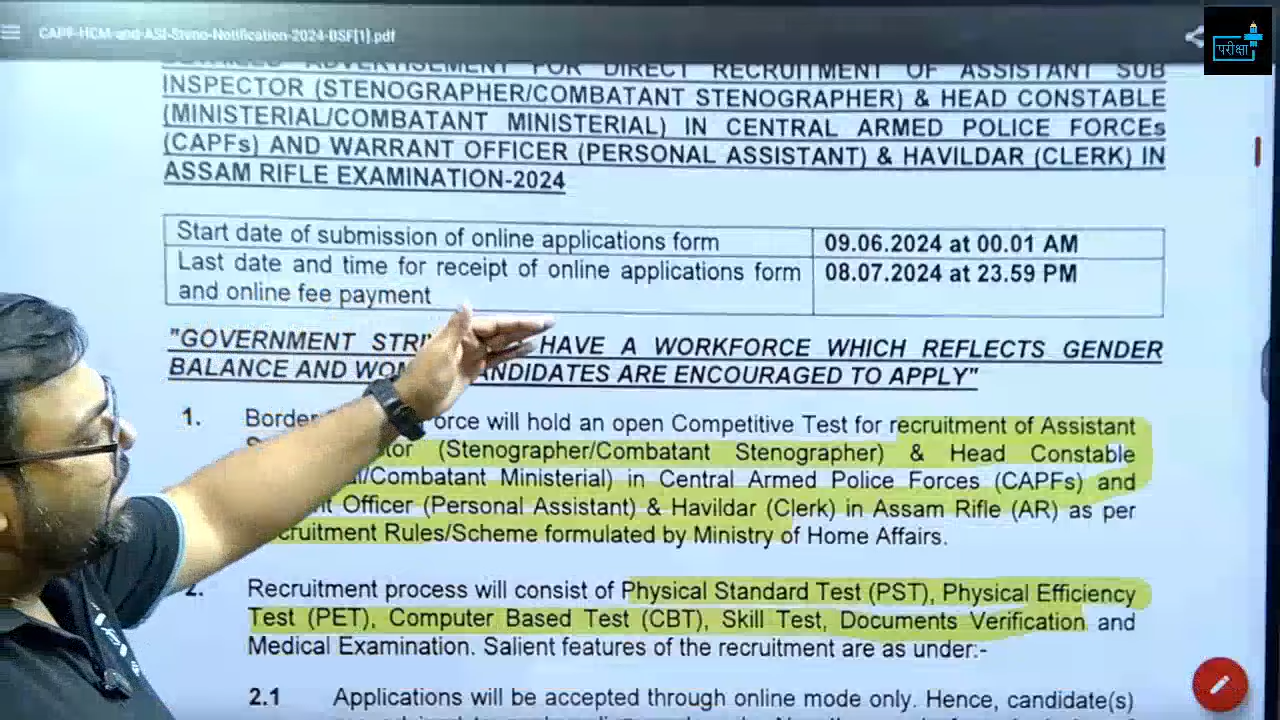 CAPF-HCM-and-ASI-Steno-Notification-2024-BSF[1].pdf
परीक्षा
DETAILED ADVERTISEMENT FOR DIRECT RECRUITMENT OF ASSISTANT SUB
INSPECTOR (STENOGRAPHER/COMBATANT STENOGRAPHER) & HEAD CONSTABLE
(MINISTERIAL/COMBATANT MINISTERIAL) IN CENTRAL ARMED POLICE FORCEs
(CAPFs) AND WARRANT OFFICER (PERSONAL ASSISTANT) & HAVILDAR (CLERK) IN
ASSAM RIFLE EXAMINATION-2024
Start date of submission of online applications form 09.06.2024 at 00.01 AM
Last date and time for receipt of online applications form 08.07.2024 at 23.59 PM
and online fee payment
"GOVERNMENT STRI HAVE A WORKFORCE WHICH REFLECTS GENDER
BALANCE AND WOM ANDIDATES ARE ENCOURAGED TO APPLY"
1. Border orce will hold an open Competitive Test for recruitment of Assistant
tor (Stenographer/Combatant Stenographer) & Head Constable
l/Combatant Ministerial) in Central Armed Police Forces (CAPFs) and
t Officer (Personal Assistant) & Havildar (Clerk) in Assam Rifle (AR) as per
cruitment Rules/Scheme formulated by Ministry of Home Affairs.
2. Recruitment process will consist of Physical Standard Test (PST), Physical Efficiency
Test (PET), Computer Based Test (CBT), Skill Test, Documents Verification and
Medical Examination. Salient features of the recruitment are as under:-
2.1 Applications will be accepted through online mode only. Hence, candidate(s)